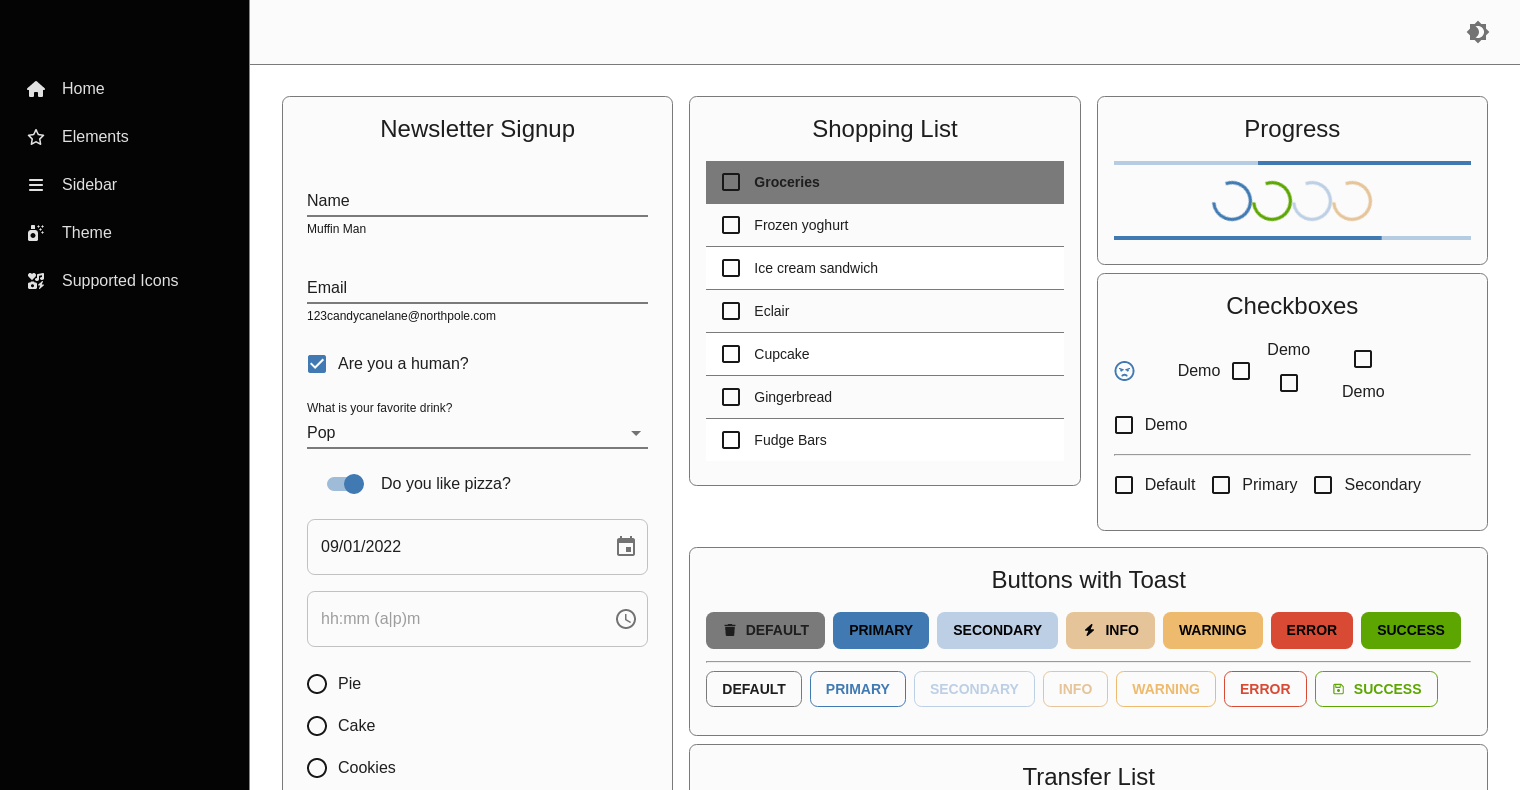 Home
Elements
Sidebar
Theme
Supported Icons
Newsletter Signup
Name
Muffin Man
Email
123candycanelane@northpole.com
Are you a human?
What is your favorite drink?
Pop
Do you like pizza?
09/01/2022
hh:mm (a|p)m
Pie
Cake
Cookies
Shopping List
Groceries
Frozen yoghurt
Ice cream sandwich
Eclair
Cupcake
Gingerbread
Fudge Bars
Progress
Checkboxes
Demo
Demo
Demo
Demo
Default Primary Secondary
Buttons with Toast
DEFAULT PRIMARY SECONDARY INFO WARNING ERROR SUCCESS
DEFAULT PRIMARY SECONDARY INFO WARNING ERROR SUCCESS
Transfer List